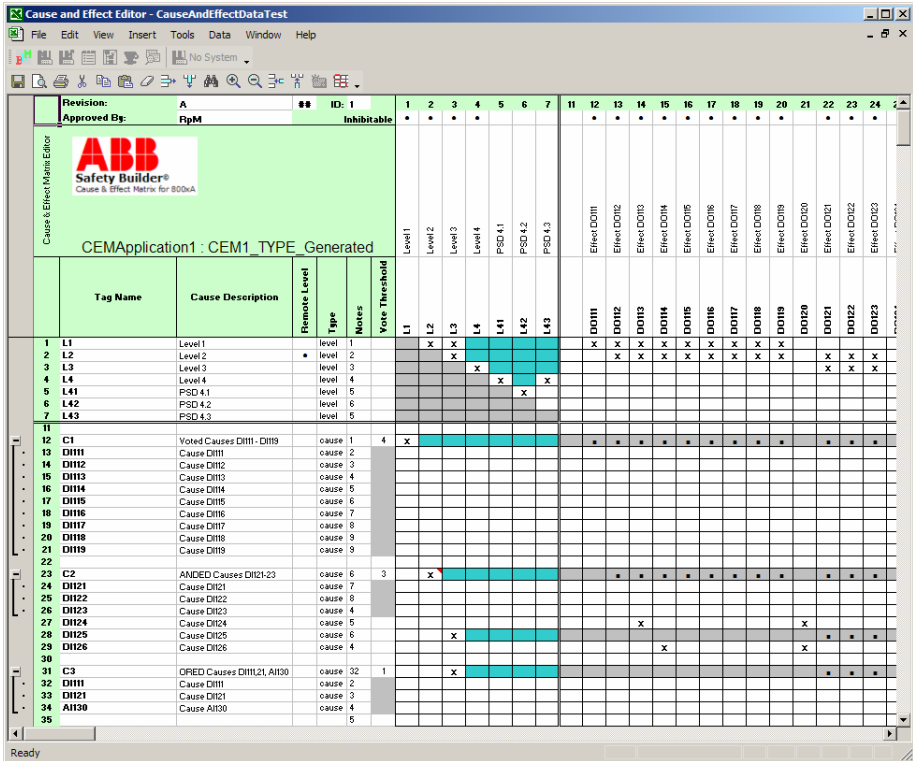 Cause and Effect Editor - CauseAndEffectDataTest
File Edit View Insert Tools Data Window Help
No System
Revision: A ## ID: 1 1 2 3 4 5 6 7 11 12 13 14 15 16 17 18 19 20 21 22 23 24
Approved By: RpM Inhibitable • • • • • • • • • • • • • • • •
Cause & Effect Matrix Editor
ABB
Safety Builder®
Cause & Effect Matrix for 800xA
CEMApplication1 : CEM1_TYPE_Generated
Level 1 Level 2 Level 3 Level 4 PSD 4.1 PSD 4.2 PSD 4.3 Effect DO111 Effect DO112 Effect DO113 Effect DO114 Effect DO115 Effect DO116 Effect DO117 Effect DO118 Effect DO119 Effect DO120 Effect DO121 Effect DO122 Effect DO123
Tag Name Cause Description Remote Level Type Notes Vote Threshold L1 L2 L3 L4 L41 L42 L43 DO111 DO112 DO113 DO114 DO115 DO116 DO117 DO118 DO119 DO120 DO121 DO122 DO123
1 L1 Level 1 level 1 x x x x x x x x x x x
2 L2 Level 2 • level 2 x x x x x x x x x x x x
3 L3 Level 3 level 3 x x x x
4 L4 Level 4 level 4 x x
5 L41 PSD 4.1 level 5 x
6 L42 PSD 4.2 level 6
7 L43 PSD 4.3 level 5
11
12 C1 Voted Causes DI111 - DI119 cause 1 4 x
13 DI111 Cause DI111 cause 2
14 DI112 Cause DI112 cause 3
15 DI113 Cause DI113 cause 4
16 DI114 Cause DI114 cause 5
17 DI115 Cause DI115 cause 6
18 DI116 Cause DI116 cause 7
19 DI117 Cause DI117 cause 8
20 DI118 Cause DI118 cause 9
21 DI119 Cause DI119 cause 9
22
23 C2 ANDED Causes DI121-23 cause 6 3 x
24 DI121 Cause DI121 cause 7
25 DI122 Cause DI122 cause 8
26 DI123 Cause DI123 cause 4
27 DI124 Cause DI124 cause 5 x x
28 DI125 Cause DI125 cause 6 x
29 DI126 Cause DI126 cause 4 x x
30
31 C3 ORED Causes DI111,21, AI130 cause 32 1 x
32 DI111 Cause DI111 cause 2
33 DI121 Cause DI121 cause 3
34 AI130 Cause AI130 cause 4
35 5
Ready